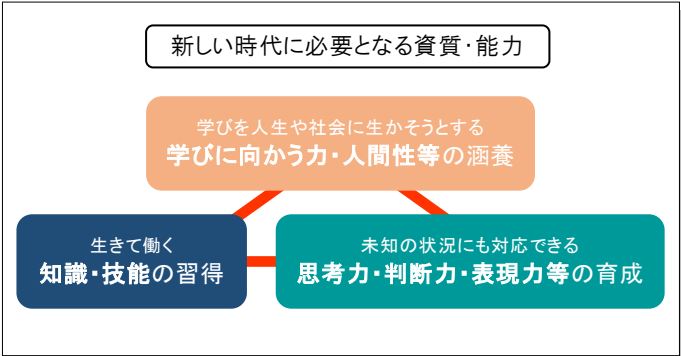 新しい時代に必要となる資質・能力
学びを人生や社会に生かそうとする
学びに向かう力・人間性等の涵養
生きて働く
知識・技能の習得
未知の状況にも対応できる
思考力・判断力・表現力等の育成